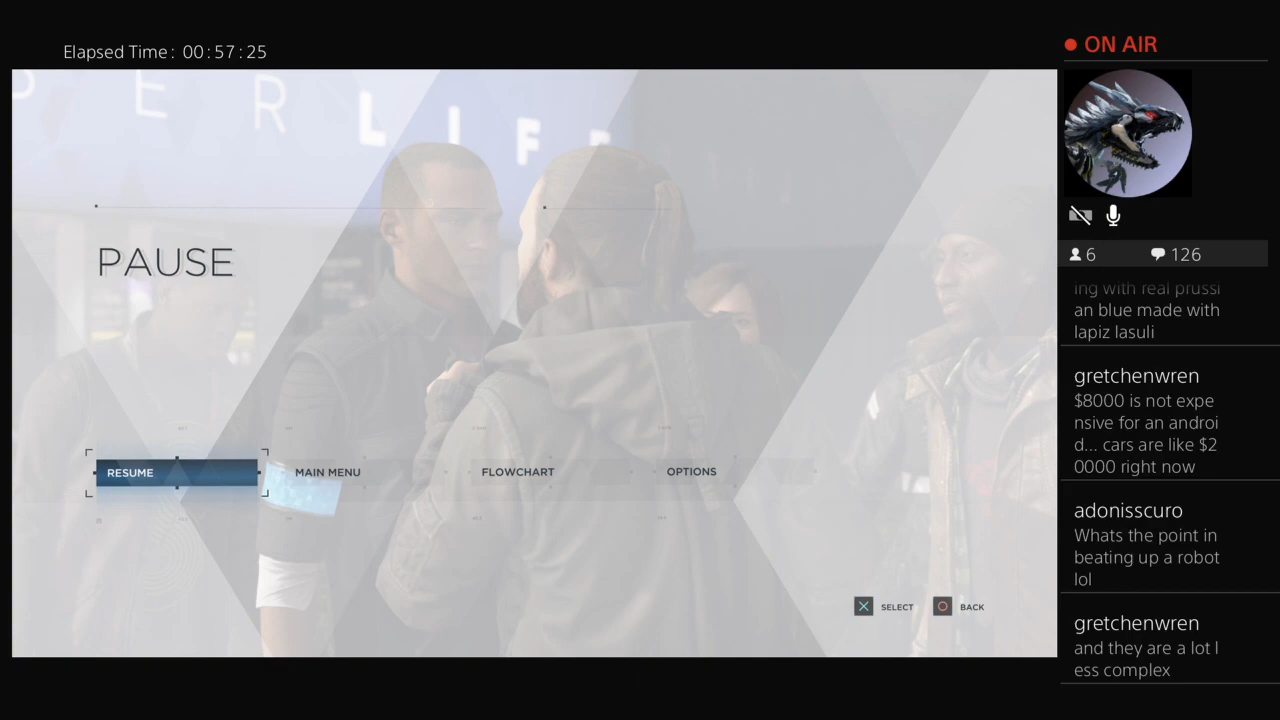 Elapsed Time: 00:57:25
ON AIR
PER LIFE
PAUSE
RESUME
MAIN MENU
FLOWCHART
OPTIONS
SELECT
BACK
6
126
ing with real prussi
an blue made with
lapiz lasuli
gretchenwren
$8000 is not expe
nsive for an androi
d... cars are like $2
0000 right now
adonisscuro
Whats the point in
beating up a robot
lol
gretchenwren
and they are a lot l
ess complex